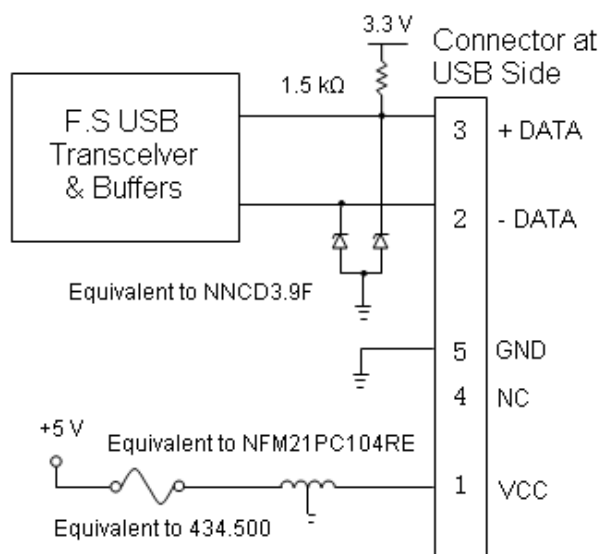 3.3 V
Connector at
USB Side
1.5 kΩ
F.S USB
Transcelver
& Buffers
3 + DATA
2 - DATA
Equivalent to NNCD3.9F
5 GND
4 NC
+5 V
Equivalent to NFM21PC104RE
1 VCC
Equivalent to 434.500